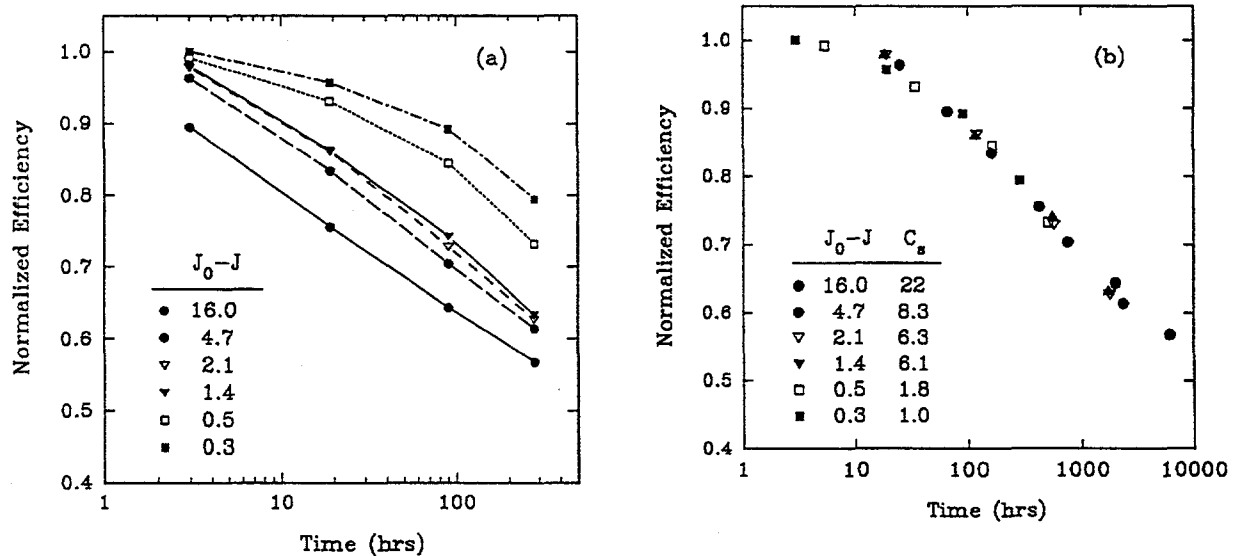 (a)
1.0
0.9
0.8
0.7
0.6
0.5
0.4
Normalized Efficiency
J₀-J
16.0
4.7
2.1
1.4
0.5
0.3
1 10 100
Time (hrs)
(b)
1.0
0.9
0.8
0.7
0.6
0.5
0.4
Normalized Efficiency
J₀-J Cₛ
16.0 22
4.7 8.3
2.1 6.3
1.4 6.1
0.5 1.8
0.3 1.0
1 10 100 1000 10000
Time (hrs)